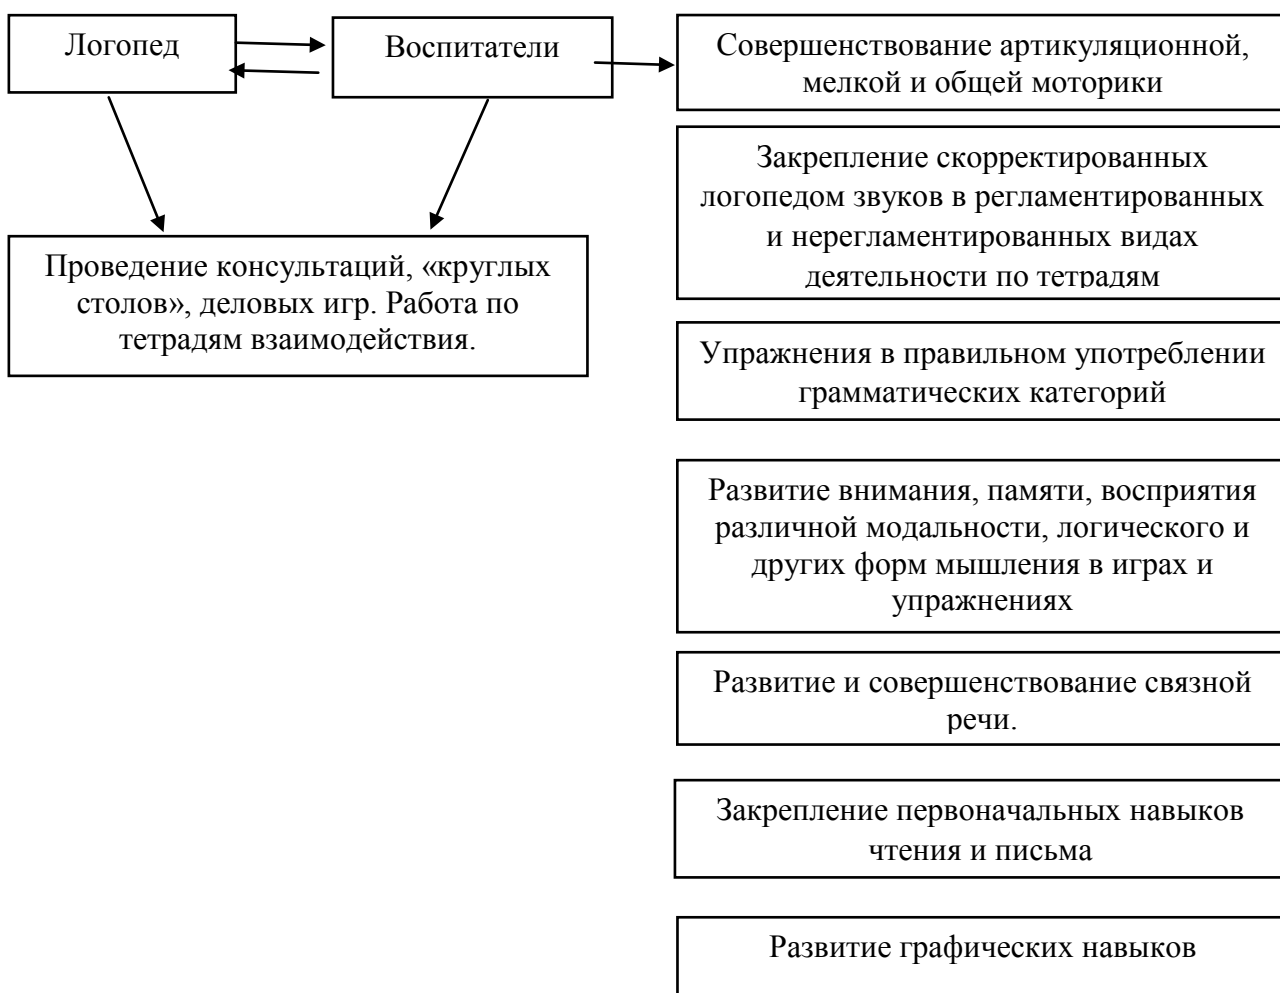 Логопед
Воспитатели
Совершенствование артикуляционной,
мелкой и общей моторики
Закрепление скорректированных
логопедом звуков в регламентированных
и нерегламентированных видах
деятельности по тетрадям
Проведение консультаций, «круглых
столов», деловых игр. Работа по
тетрадям взаимодействия.
Упражнения в правильном употреблении
грамматических категорий
Развитие внимания, памяти, восприятия
различной модальности, логического и
других форм мышления в играх и
упражнениях
Развитие и совершенствование связной
речи.
Закрепление первоначальных навыков
чтения и письма
Развитие графических навыков